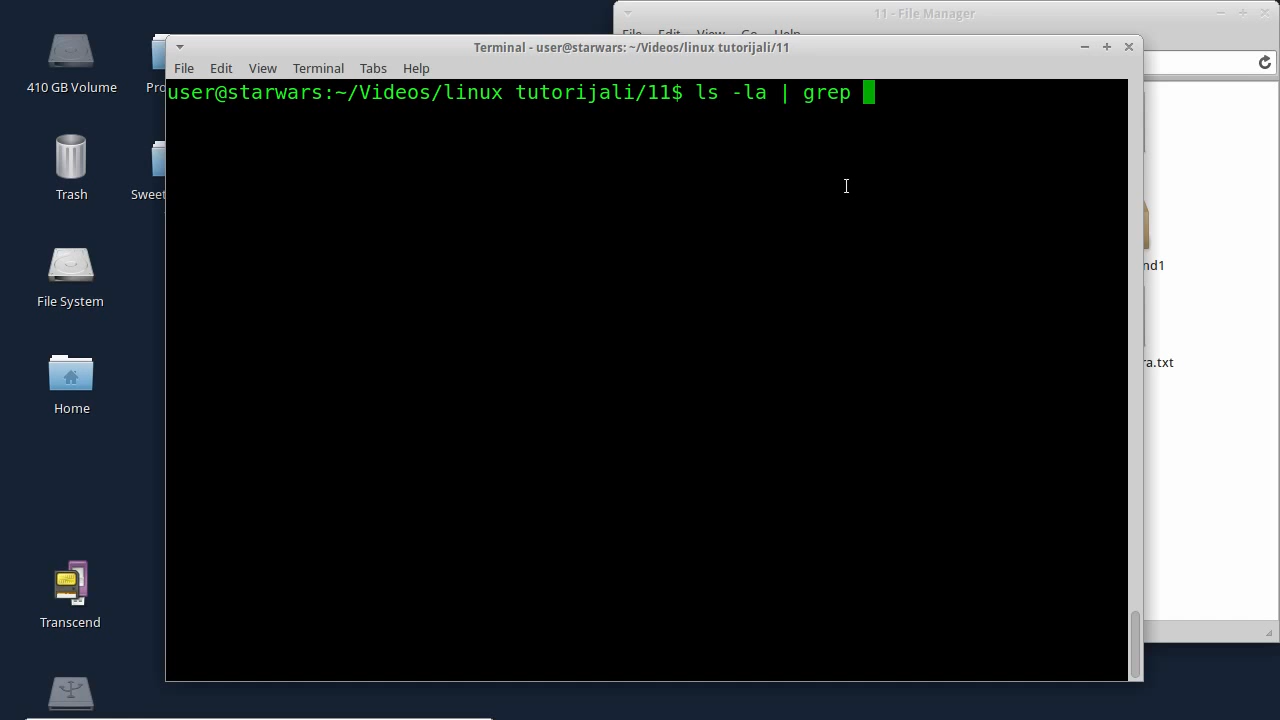 11 - File Manager
File Edit View Go Help
Terminal - user@starwars: ~/Videos/linux tutorijali/11
File Edit View Terminal Tabs Help
user@starwars:~/Videos/linux tutorijali/11$ ls -la | grep
410 GB Volume
Pro
Trash
Sweet
File System
Home
Transcend
nd1
ra.txt